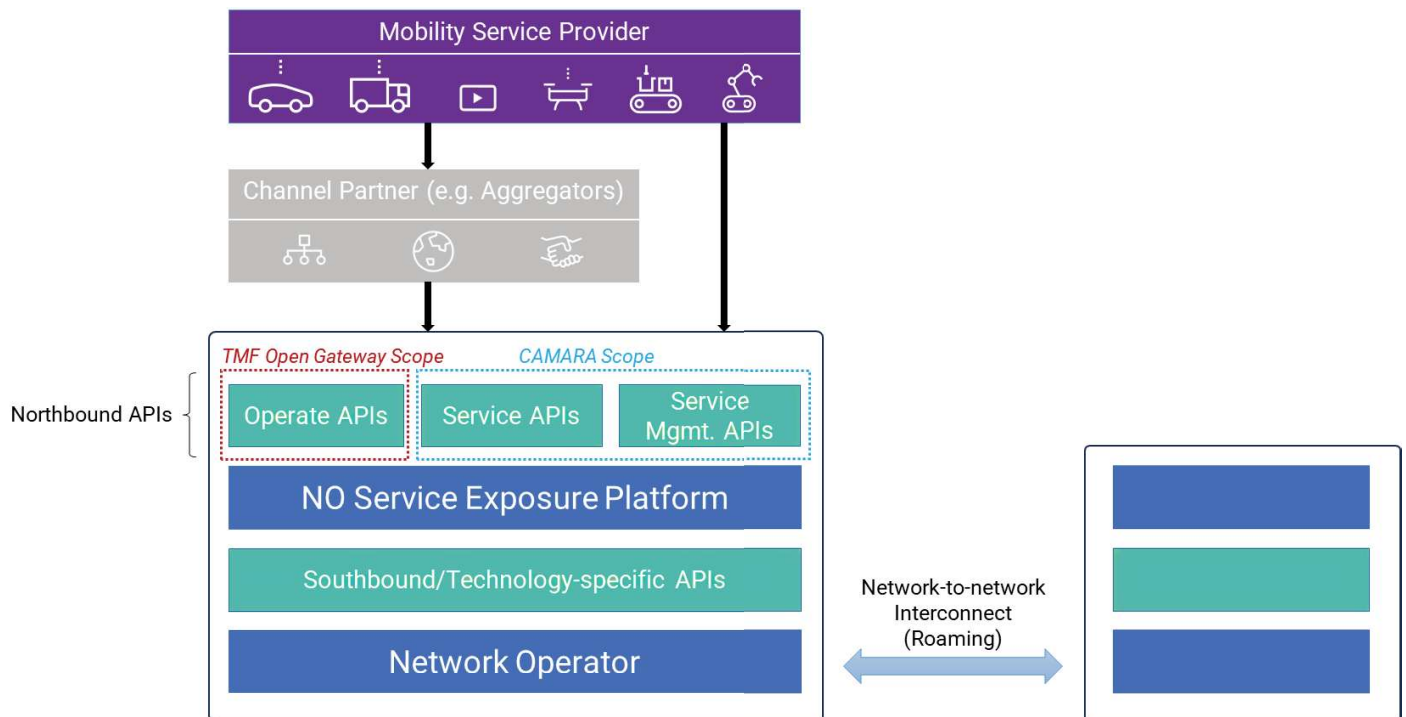 Mobility Service Provider
Channel Partner (e.g. Aggregators)
TMF Open Gateway Scope
CAMARA Scope
Northbound APIs
Operate APIs
Service APIs
Service
Mgmt. APIs
NO Service Exposure Platform
Southbound/Technology-specific APIs
Network-to-network
Interconnect
(Roaming)
Network Operator